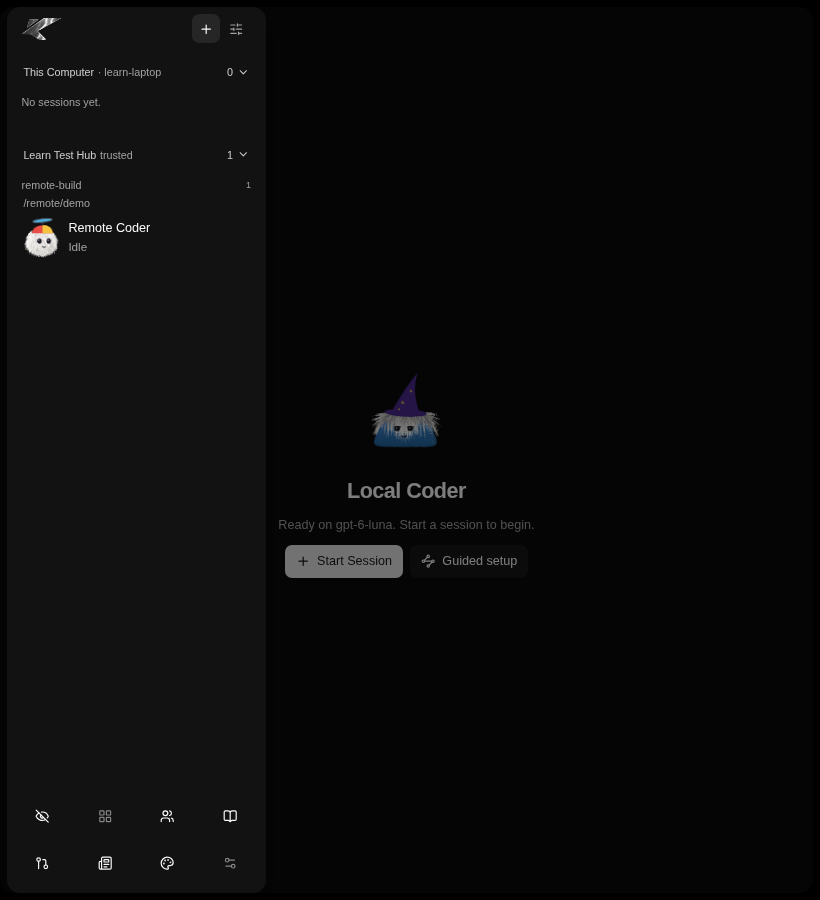 This Computer · learn-laptop 0
No sessions yet.
Learn Test Hub trusted 1
remote-build 1
/remote/demo
Remote Coder
Idle
Local Coder
Ready on gpt-6-luna. Start a session to begin.
Start Session Guided setup